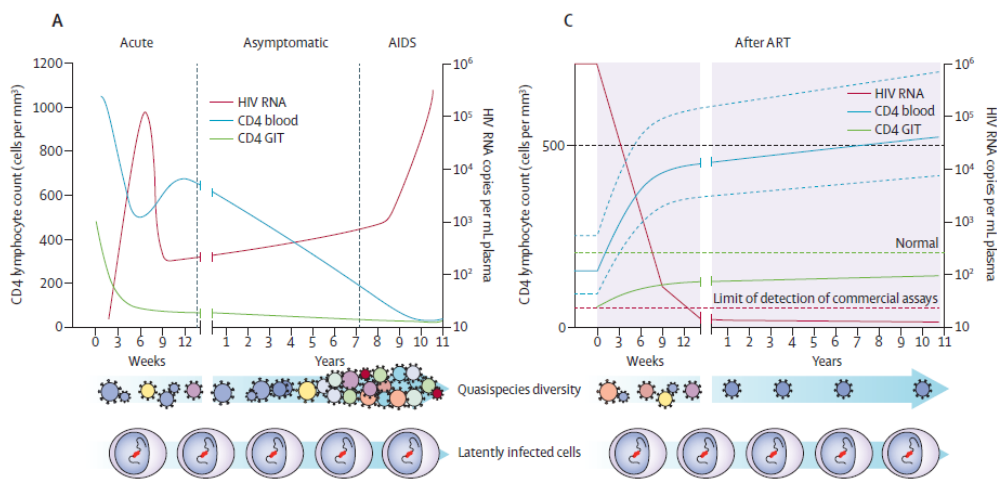 A
Acute
Asymptomatic
AIDS
1200
1000
800
600
400
200
0
CD4 lymphocyte count (cells per mm³)
HIV RNA
CD4 blood
CD4 GIT
10⁶
10⁵
10⁴
10³
10²
10
HIV RNA copies per mL plasma
0 3 6 9 12 1 2 3 4 5 6 7 8 9 10 11
Weeks
Years
C
After ART
500
0
CD4 lymphocyte count (cells per mm³)
HIV RNA
CD4 blood
CD4 GIT
Normal
Limit of detection of commercial assays
10⁶
10⁵
10⁴
10³
10²
10
HIV RNA copies per mL plasma
0 3 6 9 12 1 2 3 4 5 6 7 8 9 10 11
Weeks
Years
Quasispecies diversity
Latently infected cells